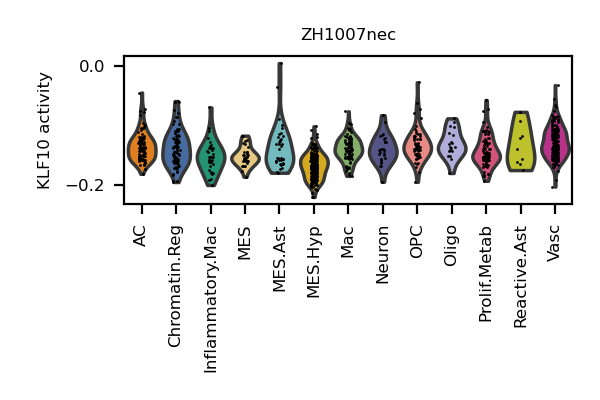 ZH1007nec
KLF10 activity
0.0
−0.2
AC
Chromatin.Reg
Inflammatory.Mac
MES
MES.Ast
MES.Hyp
Mac
Neuron
OPC
Oligo
Prolif.Metab
Reactive.Ast
Vasc